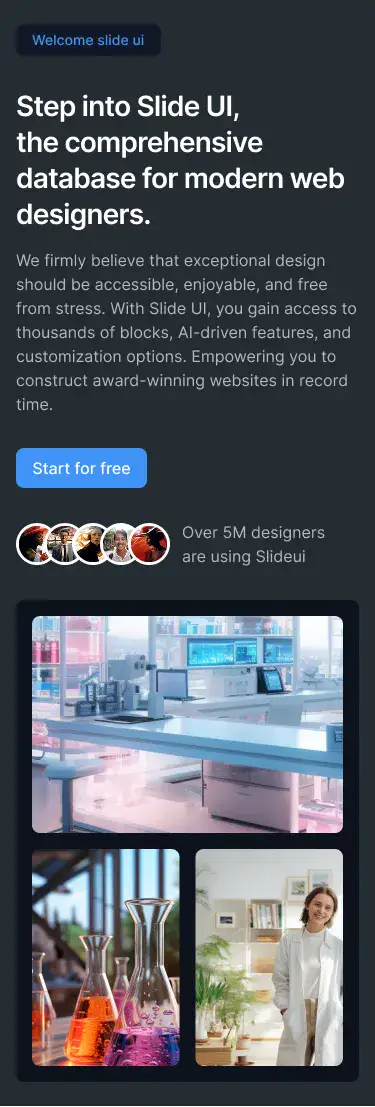 Welcome slide ui
Step into Slide UI,
the comprehensive
database for modern web
designers.
We firmly believe that exceptional design
should be accessible, enjoyable, and free
from stress. With Slide UI, you gain access to
thousands of blocks, AI-driven features, and
customization options. Empowering you to
construct award-winning websites in record
time.
Start for free
Over 5M designers
are using Slideui